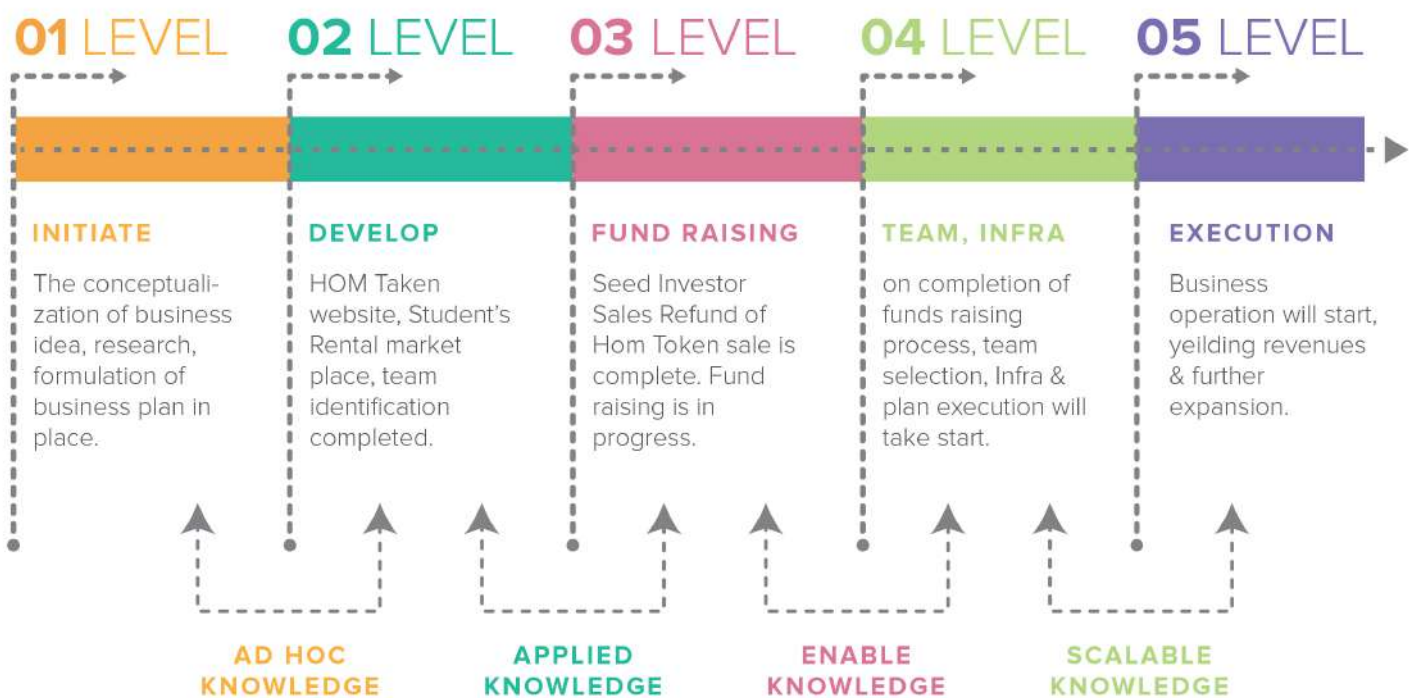 01 LEVEL
02 LEVEL
03 LEVEL
04 LEVEL
05 LEVEL
INITIATE
The conceptuali-
zation of business
idea, research,
formulation of
business plan in
place.
DEVELOP
HOM Taken
website, Student’s
Rental market
place, team
identification
completed.
FUND RAISING
Seed Investor
Sales Refund of
Hom Token sale is
complete. Fund
raising is in
progress.
TEAM, INFRA
on completion of
funds raising
process, team
selection, Infra &
plan execution will
take start.
EXECUTION
Business
operation will start,
yeilding revenues
& further
expansion.
AD HOC
KNOWLEDGE
APPLIED
KNOWLEDGE
ENABLE
KNOWLEDGE
SCALABLE
KNOWLEDGE